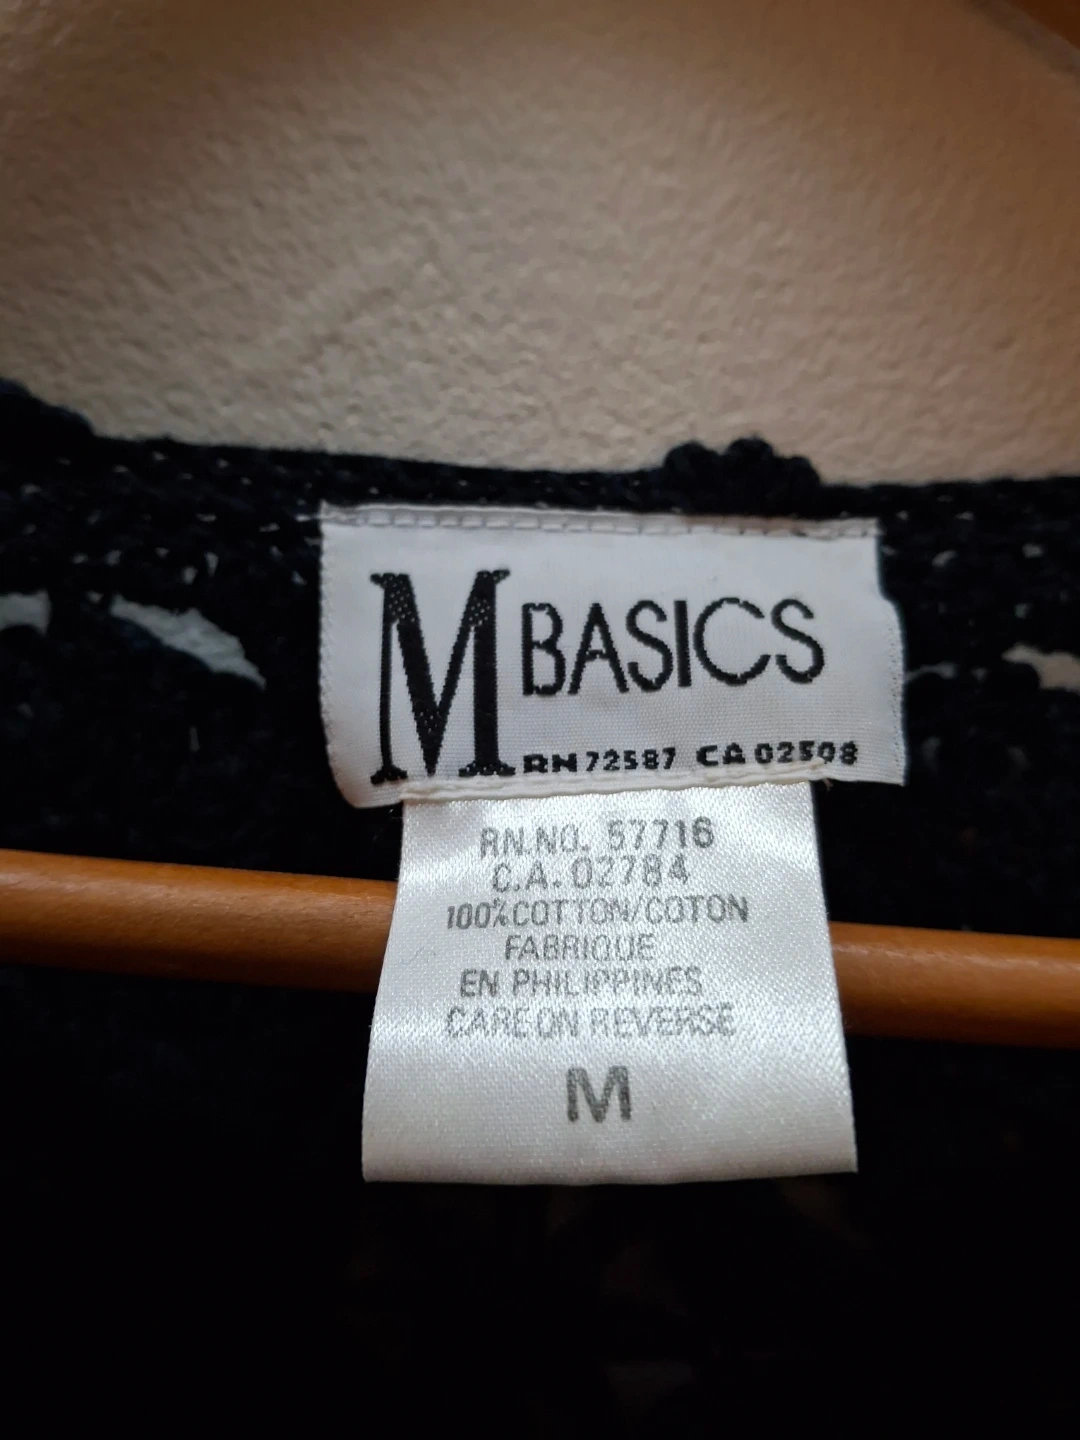 M BASICS
RN 72587 CA 02508
RN.NO. 57716
C.A. 02784
100% COTTON/COTON
FABRIQUE
EN PHILIPPINES
CARE ON REVERSE
M